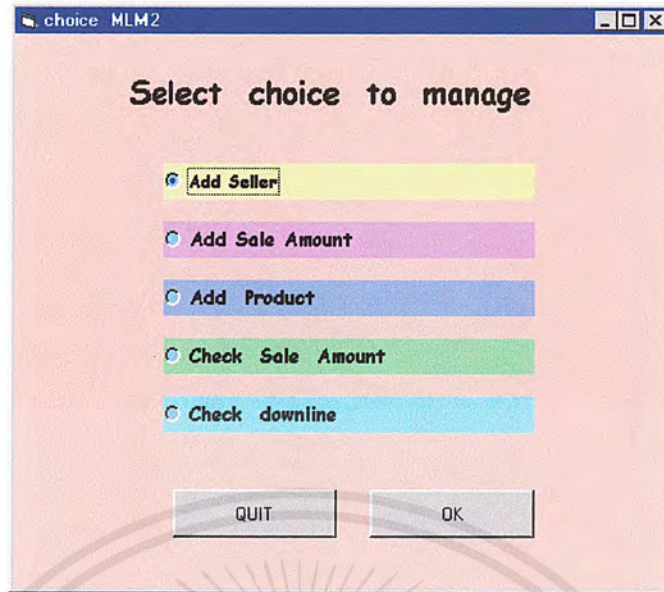 choice MLM2
Select choice to manage
Add Seller
Add Sale Amount
Add Product
Check Sale Amount
Check downline
QUIT OK